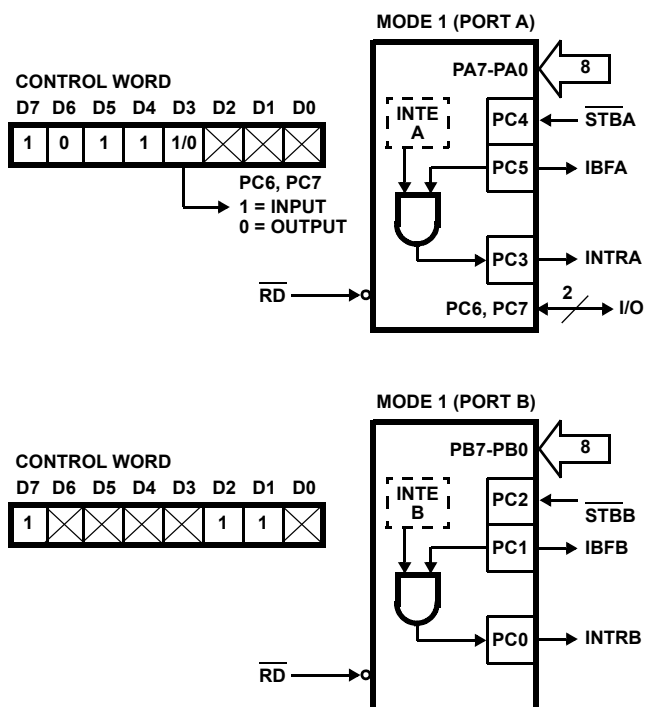 MODE 1 (PORT A)
CONTROL WORD
D7 D6 D5 D4 D3 D2 D1 D0
1 0 1 1 1/0
PC6, PC7
1 = INPUT
0 = OUTPUT
PA7-PA0
8
INTE
A
PC4
STBA
PC5
IBFA
PC3
INTRA
RD
PC6, PC7
2
I/O
MODE 1 (PORT B)
CONTROL WORD
D7 D6 D5 D4 D3 D2 D1 D0
1 1 1
PB7-PB0
8
INTE
B
PC2
STBB
PC1
IBFB
PC0
INTRB
RD